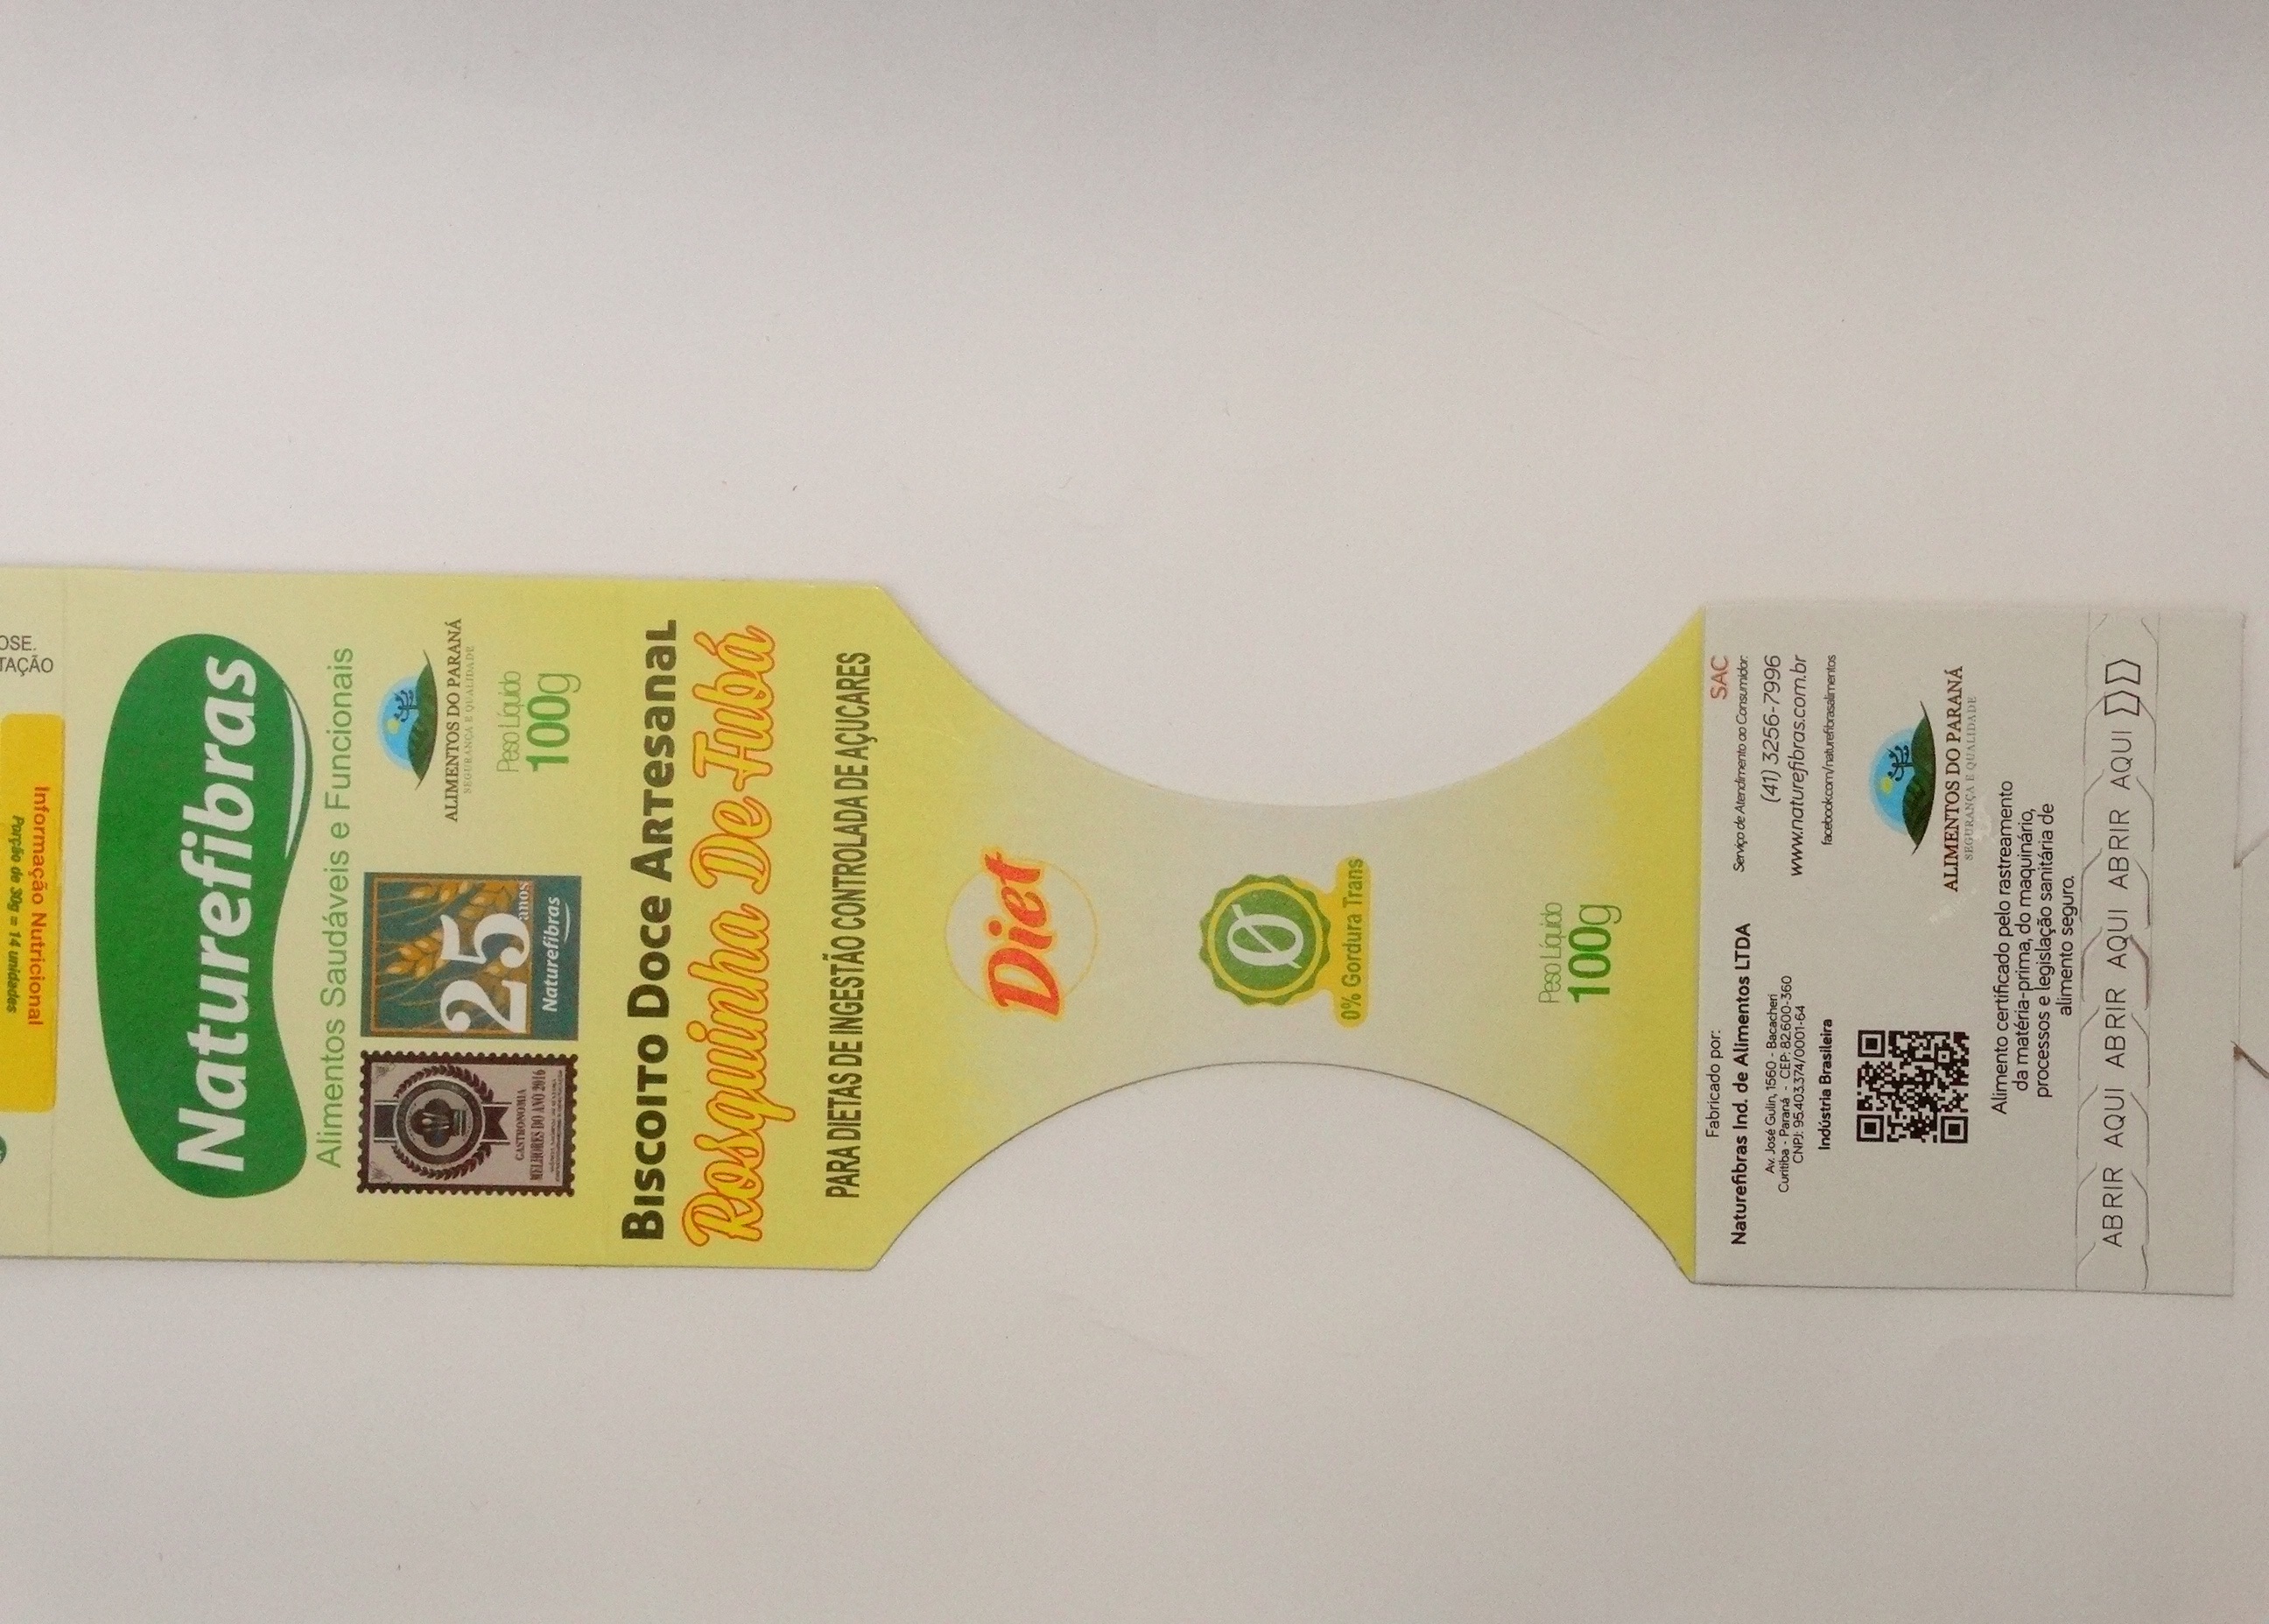 OSE.
TAÇÃO
Informação Nutricional
Porção de 30g = 14 unidades
Naturefibras
Alimentos Saudáveis e Funcionais
GASTRONOMIA
MELHORES DO ANO 2016
25
anos
Naturefibras
ALIMENTOS DO PARANÁ
SEGURANÇA E QUALIDADE
Peso Líquido
100g
BISCOITO DOCE ARTESANAL
Rosquinha De Fubá
PARA DIETAS DE INGESTÃO CONTROLADA DE AÇUCARES
Diet
0
0% Gordura Trans
Peso Líquido
100g
Fabricado por:
Naturefibras Ind. de Alimentos LTDA
Av. José Gulin, 1560 - Bacacheri
Curitiba - Paraná - CEP: 82.600-360
CNPJ: 95.403.374/0001-64
Indústria Brasileira
SAC
Serviço de Atendimento ao Consumidor:
(41) 3256-7996
www.naturefibras.com.br
facebook.com/naturefibrasalimentos
ALIMENTOS DO PARANÁ
SEGURANÇA E QUALIDADE
Alimento certificado pelo rastreamento
da matéria-prima, do maquinário,
processos e legislação sanitária de
alimento seguro.
ABRIR AQUI ABRIR AQUI ABRIR AQUI